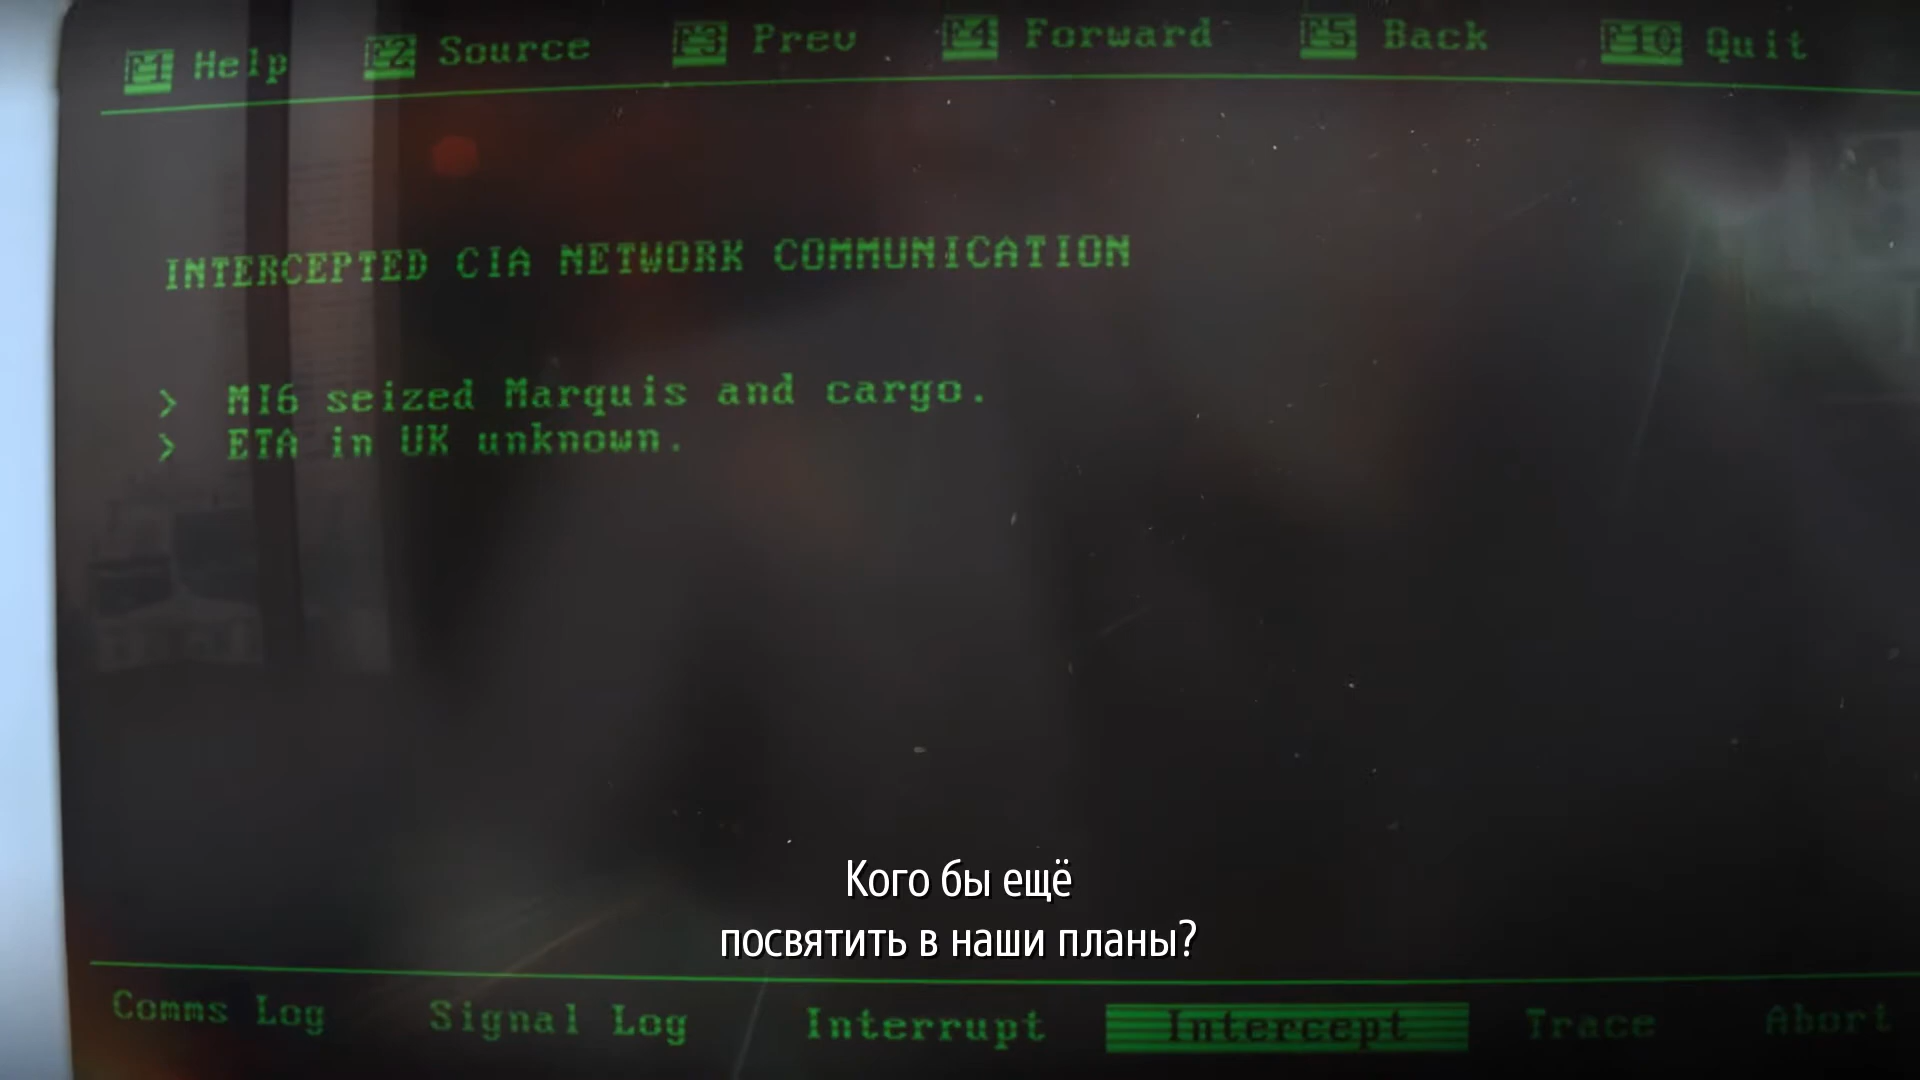 F1 Help F2 Source F3 Prev F4 Forward F5 Back F10 Quit
INTERCEPTED CIA NETWORK COMMUNICATION
> MI6 seized Marquis and cargo.
> ETA in UK unknown.
Кого бы ещё
посвятить в наши планы?
Comms Log Signal Log Interrupt Intercept Trace Abort